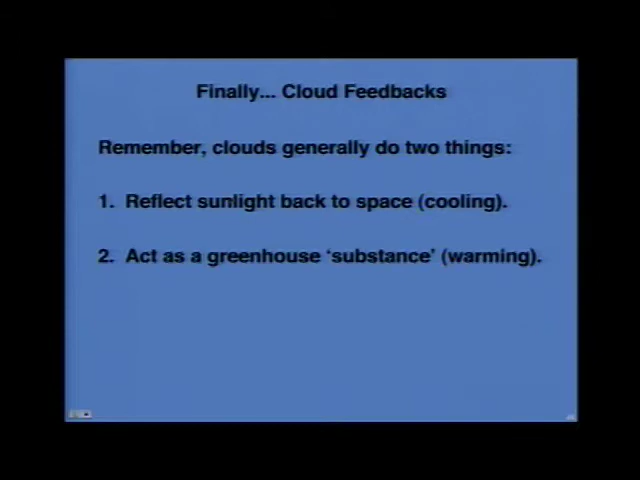 Finally... Cloud Feedbacks
Remember, clouds generally do two things:
1. Reflect sunlight back to space (cooling).
2. Act as a greenhouse ‘substance’ (warming).